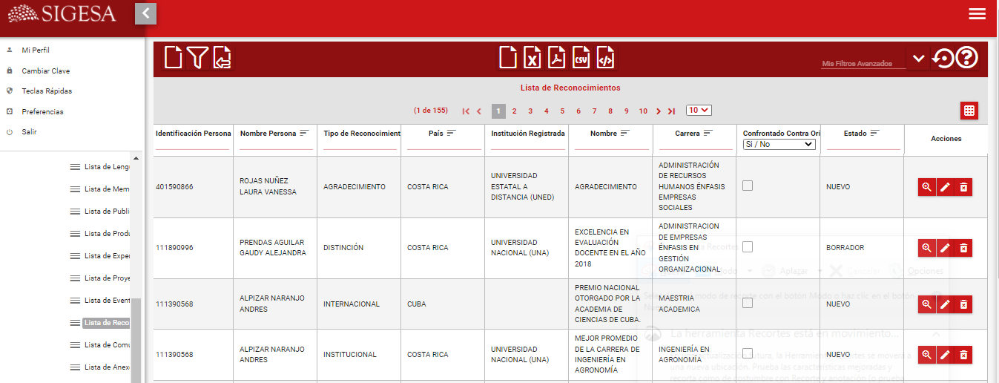 SIGESA
Mi Perfil
Cambiar Clave
Teclas Rápidas
Preferencias
Salir
Lista de Leng
Lista de Mem
Lista de Public
Lista de Produ
Lista de Exper
Lista de Proye
Lista de Event
Lista de Reco
Lista de Comu
Lista de Anexo
CSV
Mis Filtros Avanzados
Lista de Reconocimientos
(1 de 155) 1 2 3 4 5 6 7 8 9 10 10
Identificación Persona Nombre Persona Tipo de Reconocimient País Institución Registrada Nombre Carrera Confrontado Contra Ori Estado Acciones
Si / No
401590866
ROJAS NUÑEZ
LAURA VANESSA
AGRADECIMIENTO
COSTA RICA
UNIVERSIDAD
ESTATAL A
DISTANCIA (UNED)
AGRADECIMIENTO
ADMINISTRACIÓN
DE RECURSOS
HUMANOS ÉNFASIS
EMPRESAS
SOCIALES
NUEVO
111890996
PRENDAS AGUILAR
GAUDY ALEJANDRA
DISTINCIÓN
COSTA RICA
UNIVERSIDAD
NACIONAL (UNA)
EXCELENCIA EN
EVALUACIÓN
DOCENTE EN EL AÑO
2018
ADMINISTRACION
DE EMPRESAS
ÉNFASIS EN
GESTIÓN
ORGANIZACIONAL
BORRADOR
111390568
ALPIZAR NARANJO
ANDRES
INTERNACIONAL
CUBA
PREMIO NACIONAL
OTORGADO POR LA
ACADEMIA DE
CIENCIAS DE CUBA.
MAESTRIA
ACADEMICA
NUEVO
111390568
ALPIZAR NARANJO
ANDRES
INSTITUCIONAL
COSTA RICA
UNIVERSIDAD
NACIONAL (UNA)
MEJOR PROMEDIO
DE LA CARRERA DE
INGENIERÍA EN
AGRONOMÍA
INGENIERÍA EN
AGRONOMÍA
NUEVO
Recortes
Modo Aplazar Cancelar Opciones
modo de recorte con el botón Modo o haz clic en el botón
La herramienta Recortes está en movimiento...
actualización futura, la Herramienta Recortes se moverá a
una nueva ubicación. Prueba las características mejoradas y
recorta como de costumbre con Recorte y anotación (o prueba